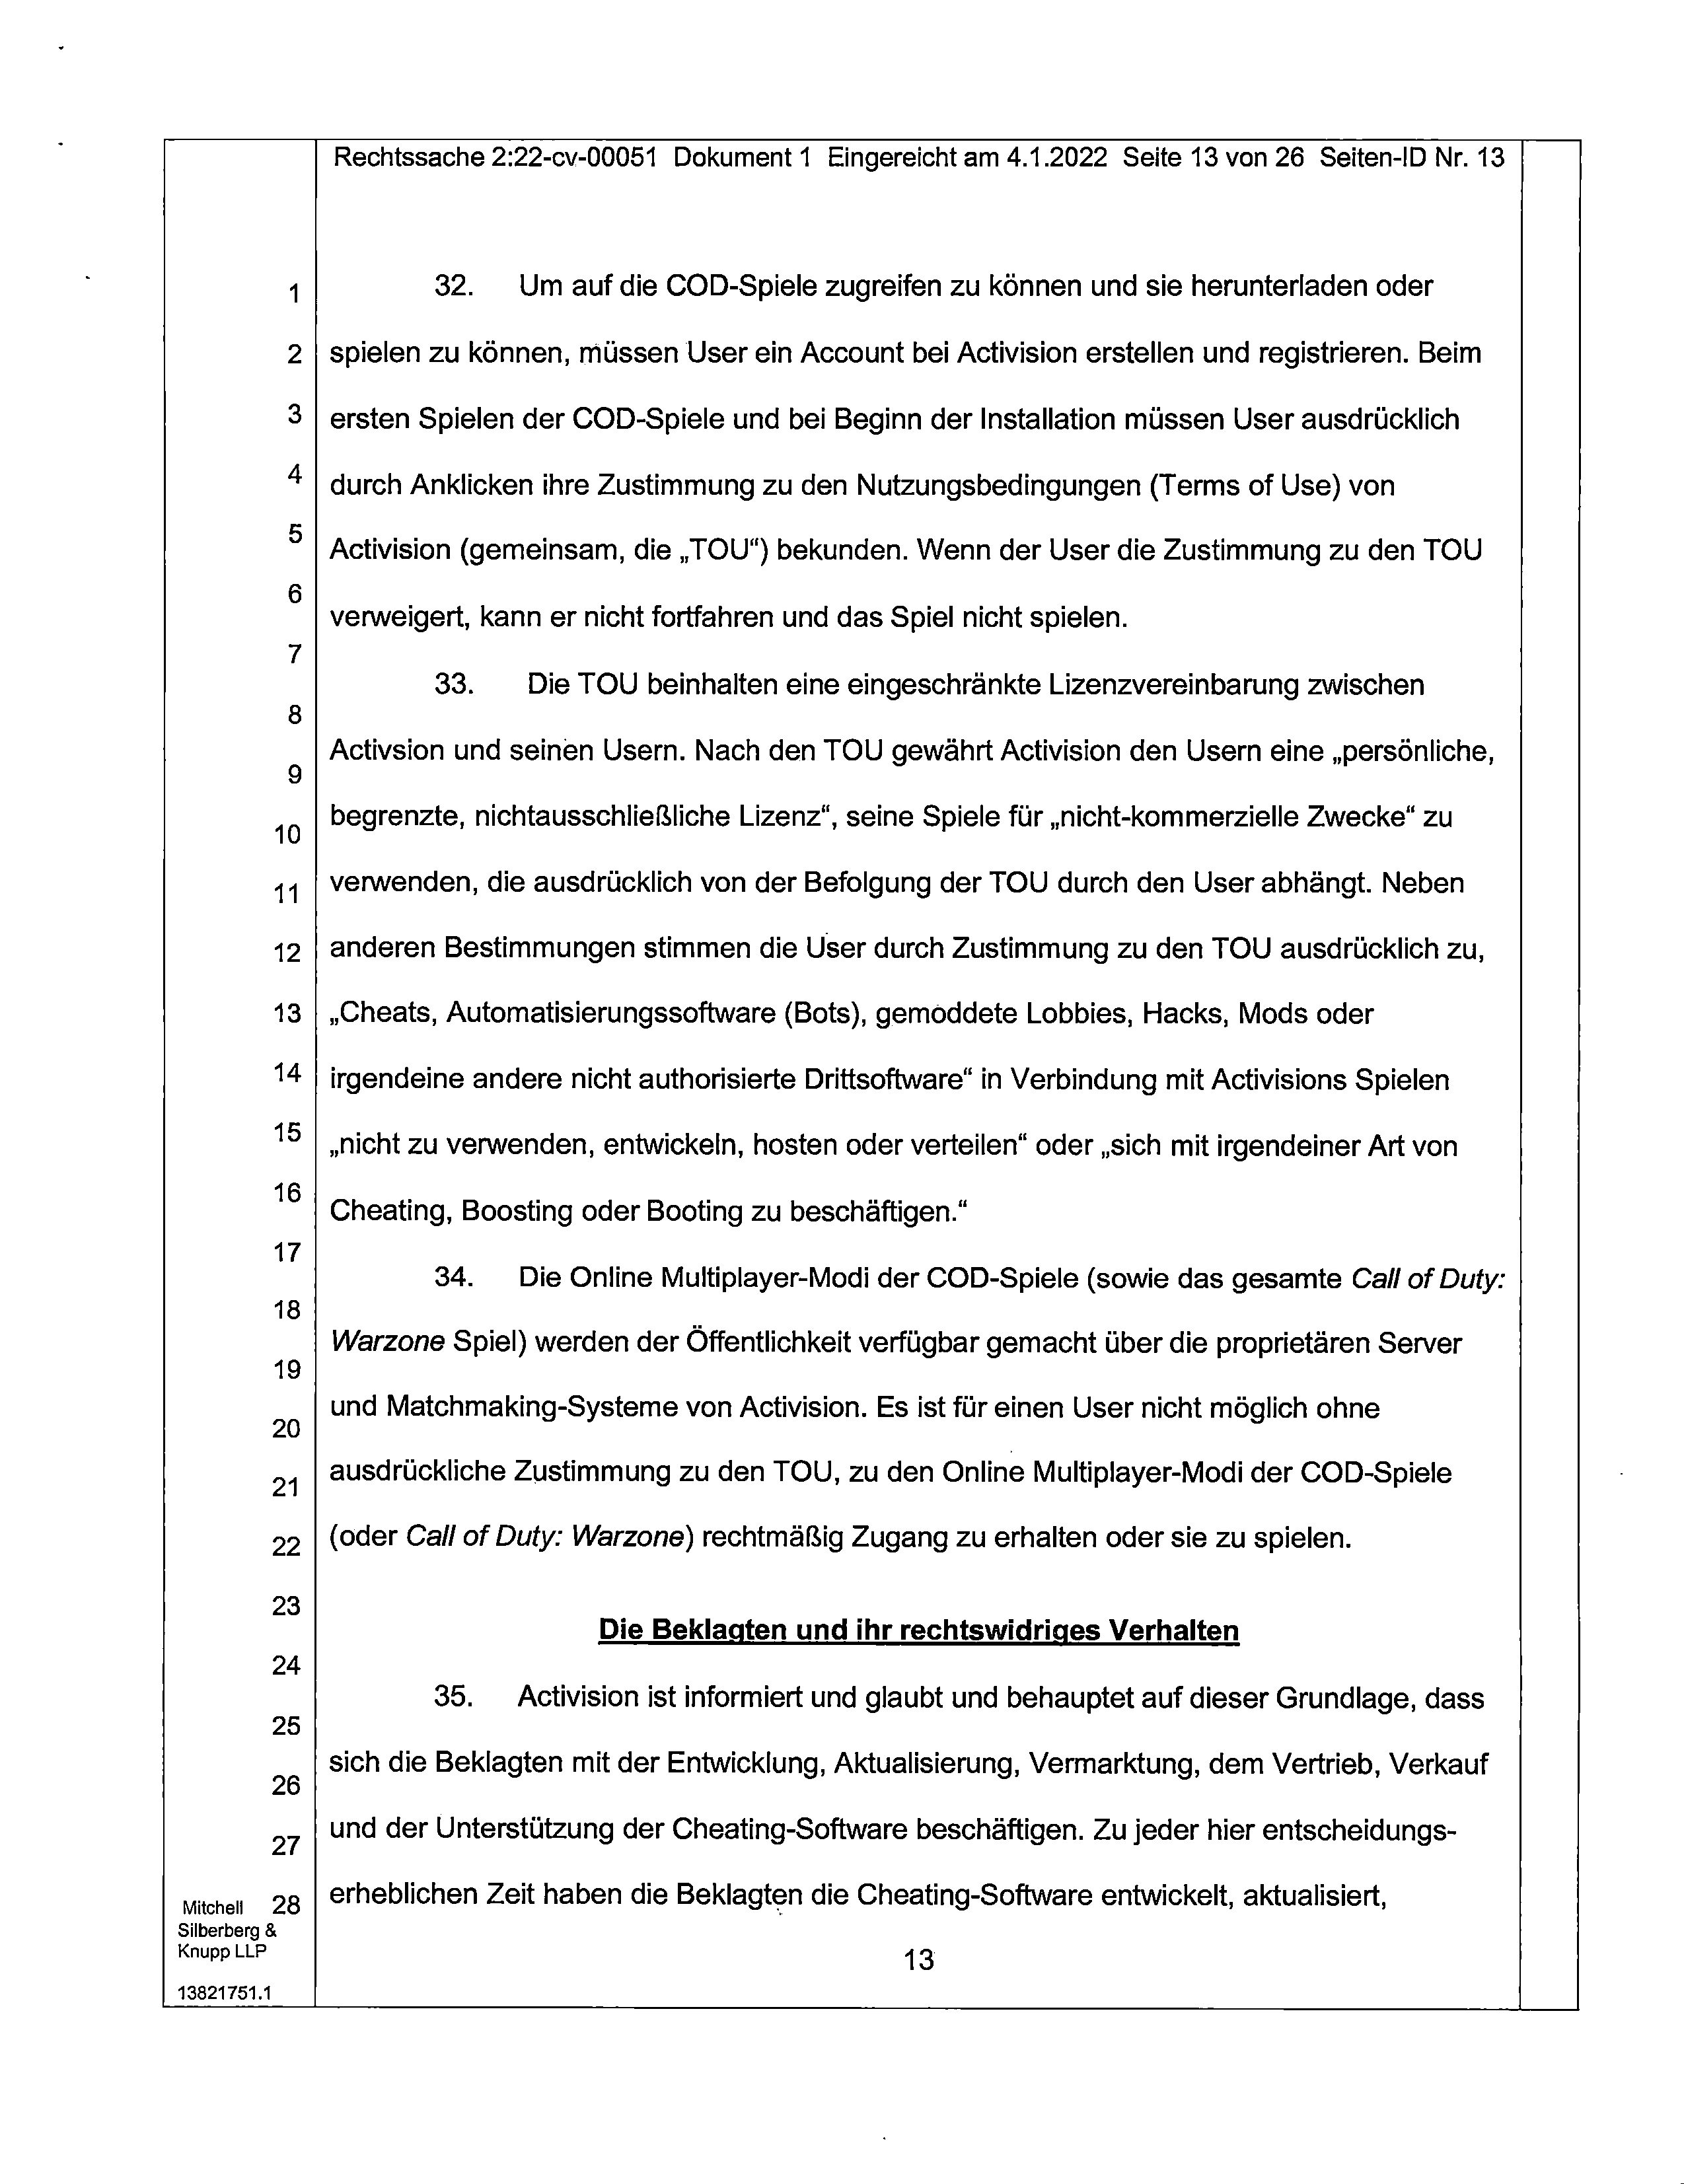 Rechtssache 2:22-cv-00051 Dokument 1 Eingereicht am 4.1.2022 Seite 13 von 26 Seiten-ID Nr. 13
1 32. Um auf die COD-Spiele zugreifen zu können und sie herunterladen oder
2 spielen zu können, müssen User ein Account bei Activision erstellen und registrieren. Beim
3 ersten Spielen der COD-Spiele und bei Beginn der Installation müssen User ausdrücklich
4 durch Anklicken ihre Zustimmung zu den Nutzungsbedingungen (Terms of Use) von
5 Activision (gemeinsam, die „TOU“) bekunden. Wenn der User die Zustimmung zu den TOU
6 verweigert, kann er nicht fortfahren und das Spiel nicht spielen.
7
33. Die TOU beinhalten eine eingeschränkte Lizenzvereinbarung zwischen
8
Activsion und seinen Usern. Nach den TOU gewährt Activision den Usern eine „persönliche,
9
begrenzte, nichtausschließliche Lizenz“, seine Spiele für „nicht-kommerzielle Zwecke“ zu
10
11 verwenden, die ausdrücklich von der Befolgung der TOU durch den User abhängt. Neben
12 anderen Bestimmungen stimmen die User durch Zustimmung zu den TOU ausdrücklich zu,
13 „Cheats, Automatisierungssoftware (Bots), gemoddete Lobbies, Hacks, Mods oder
14 irgendeine andere nicht authorisierte Drittsoftware“ in Verbindung mit Activisions Spielen
15 „nicht zu verwenden, entwickeln, hosten oder verteilen“ oder „sich mit irgendeiner Art von
16 Cheating, Boosting oder Booting zu beschäftigen.“
17
34. Die Online Multiplayer-Modi der COD-Spiele (sowie das gesamte Call of Duty:
18
Warzone Spiel) werden der Öffentlichkeit verfügbar gemacht über die proprietären Server
19
und Matchmaking-Systeme von Activision. Es ist für einen User nicht möglich ohne
20
ausdrückliche Zustimmung zu den TOU, zu den Online Multiplayer-Modi der COD-Spiele
21
22 (oder Call of Duty: Warzone) rechtmäßig Zugang zu erhalten oder sie zu spielen.
23
Die Beklagten und ihr rechtswidriges Verhalten
24
35. Activision ist informiert und glaubt und behauptet auf dieser Grundlage, dass
25
sich die Beklagten mit der Entwicklung, Aktualisierung, Vermarktung, dem Vertrieb, Verkauf
26
und der Unterstützung der Cheating-Software beschäftigen. Zu jeder hier entscheidungs-
27
28 erheblichen Zeit haben die Beklagten die Cheating-Software entwickelt, aktualisiert,
Mitchell
Silberberg &
Knupp LLP
13
13821751.1